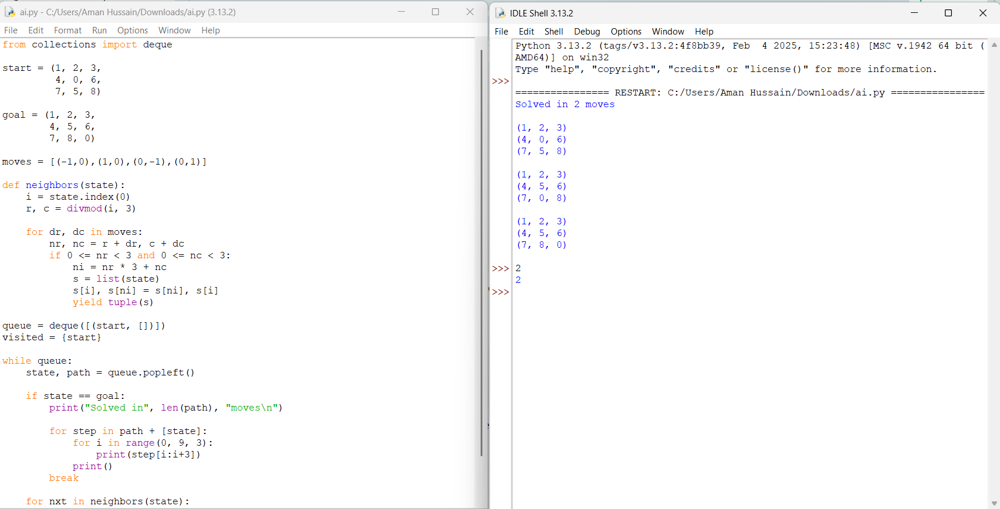 ai.py - C:/Users/Aman Hussain/Downloads/ai.py (3.13.2)
File Edit Format Run Options Window Help
from collections import deque
start = (1, 2, 3,
         4, 0, 6,
         7, 5, 8)
goal = (1, 2, 3,
        4, 5, 6,
        7, 8, 0)
moves = [(-1,0),(1,0),(0,-1),(0,1)]
def neighbors(state):
    i = state.index(0)
    r, c = divmod(i, 3)
    for dr, dc in moves:
        nr, nc = r + dr, c + dc
        if 0 <= nr < 3 and 0 <= nc < 3:
            ni = nr * 3 + nc
            s = list(state)
            s[i], s[ni] = s[ni], s[i]
            yield tuple(s)
queue = deque([(start, [])])
visited = {start}
while queue:
    state, path = queue.popleft()
    if state == goal:
        print("Solved in", len(path), "moves\n")
        for step in path + [state]:
            for i in range(0, 9, 3):
                print(step[i:i+3])
            print()
        break
    for nxt in neighbors(state):
IDLE Shell 3.13.2
File Edit Shell Debug Options Window Help
Python 3.13.2 (tags/v3.13.2:4f8bb39, Feb  4 2025, 15:23:48) [MSC v.1942 64 bit (
AMD64)] on win32
Type "help", "copyright", "credits" or "license()" for more information.
>>>
================ RESTART: C:/Users/Aman Hussain/Downloads/ai.py ================
Solved in 2 moves
(1, 2, 3)
(4, 0, 6)
(7, 5, 8)
(1, 2, 3)
(4, 5, 6)
(7, 0, 8)
(1, 2, 3)
(4, 5, 6)
(7, 8, 0)
>>> 2
2
>>>